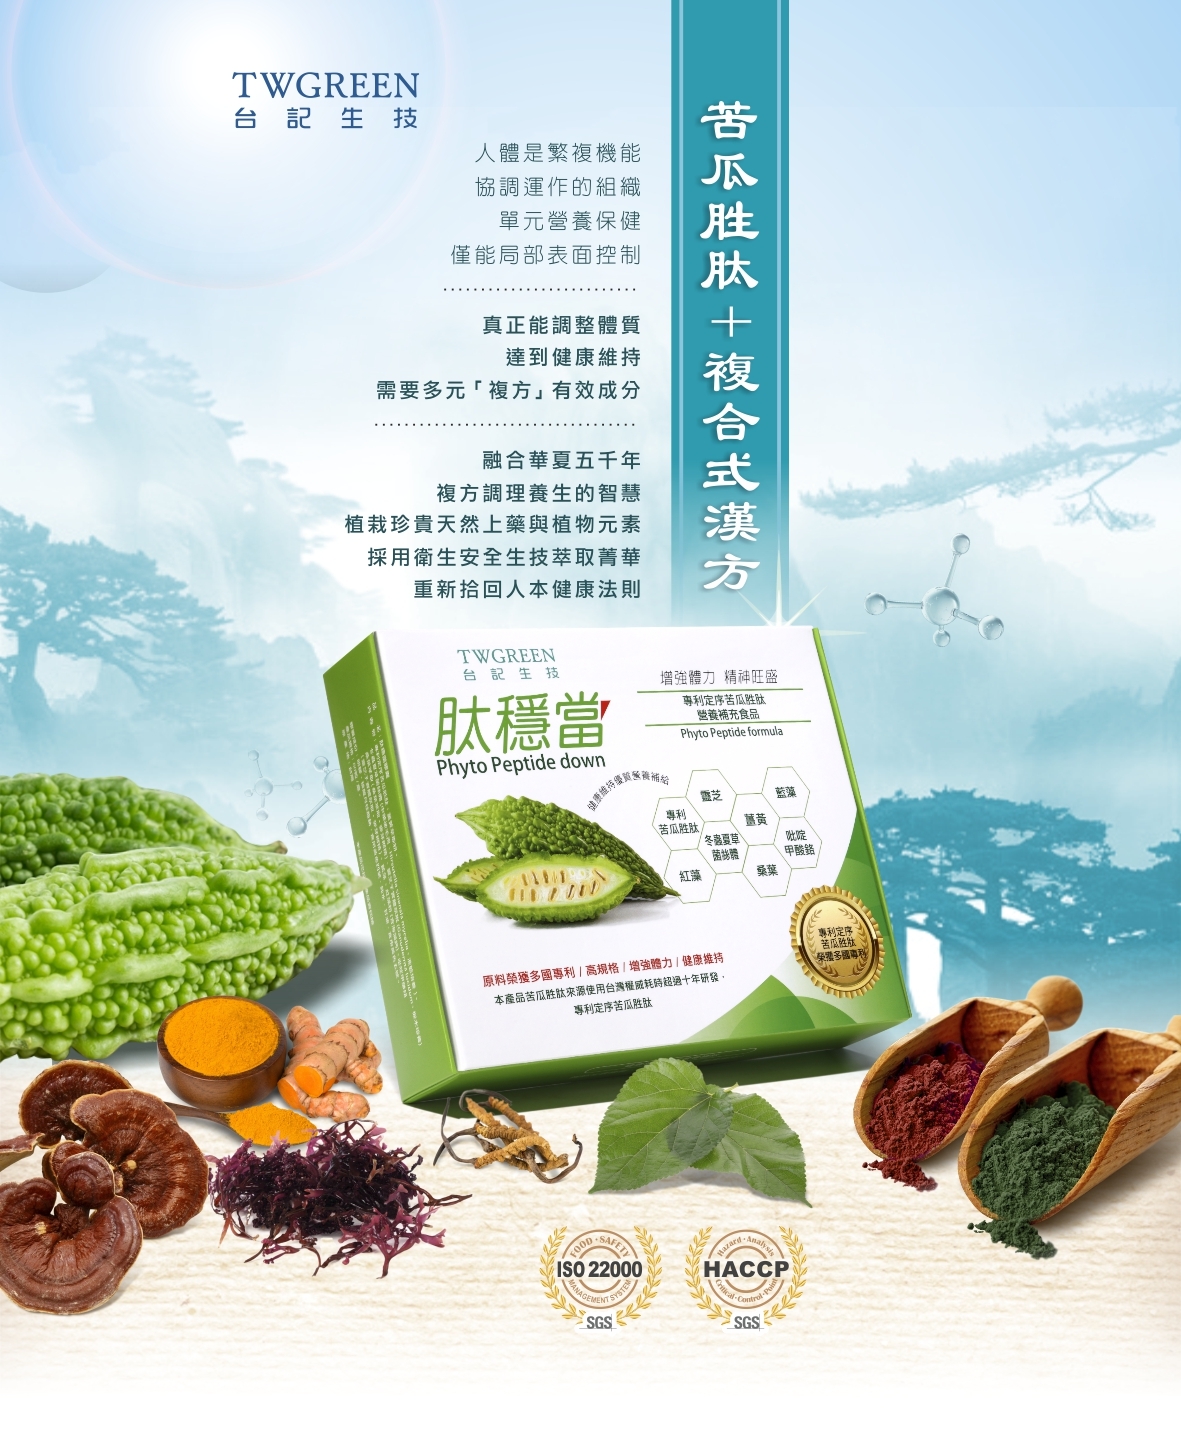 TWGREEN
台記生技
苦瓜胜肽＋複合式漢方
人體是繁複機能
協調運作的組織
單元營養保健
僅能局部表面控制
真正能調整體質
達到健康維持
需要多元「複方」有效成分
融合華夏五千年
複方調理養生的智慧
植栽珍貴天然上藥與植物元素
採用衛生安全生技萃取菁華
重新拾回人本健康法則
TWGREEN
台記生技
肽穩當
Phyto Peptide down
增強體力 精神旺盛
專利定序苦瓜胜肽
營養補充食品
Phyto Peptide formula
健康維持優質營養補給
靈芝
藍藻
專利
苦瓜胜肽
薑黃
冬蟲夏草
菌絲體
吡啶
甲酸鉻
紅藻
桑葉
專利定序
苦瓜胜肽
榮獲多國專利
原料榮獲多國專利 / 高規格 / 增強體力 / 健康維持
本產品苦瓜胜肽來源使用台灣權威耗時超過十年研發，
專利定序苦瓜胜肽
FOOD·SAFETY
ISO 22000
MANAGEMENT SYSTEM
SGS
Hazard·Analysis
HACCP
Critical·Control·Point
SGS